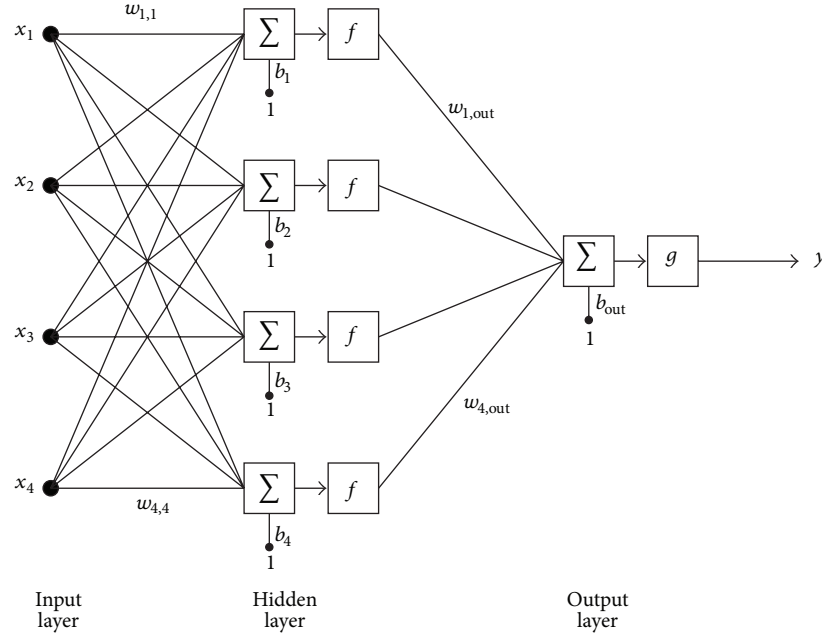 w1,1
x1 ∑ f
b1
1
w1,out
x2 ∑ f
b2
1
∑ g y
bout
1
x3 ∑ f
b3
1
w4,out
x4 ∑ f
w4,4
b4
1
Input
layer
Hidden
layer
Output
layer